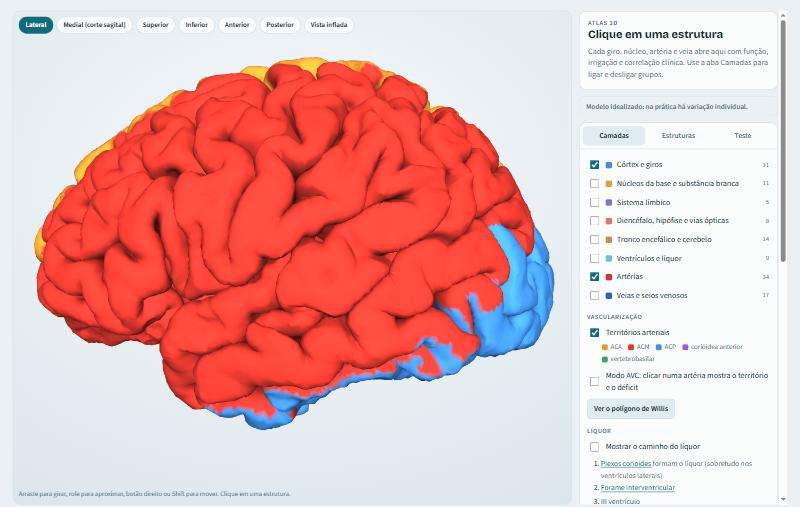 Lateral
Medial (corte sagital)
Superior
Inferior
Anterior
Posterior
Vista inflada
ATLAS 3D
Clique em uma estrutura
Cada giro, núcleo, artéria e veia abre aqui com função,
irrigação e correlação clínica. Use a aba Camadas para
ligar e desligar grupos.
Modelo idealizado: na prática há variação individual.
Camadas
Estruturas
Teste
Córtex e giros 31
Núcleos da base e substância branca 11
Sistema límbico 5
Diencéfalo, hipófise e vias ópticas 8
Tronco encefálico e cerebelo 14
Ventrículos e líquor 9
Artérias 34
Veias e seios venosos 17
VASCULARIZAÇÃO
Territórios arteriais
ACA ACM ACP corióidea anterior
vertebrobasilar
Modo AVC: clicar numa artéria mostra o território
e o déficit
Ver o polígono de Willis
LÍQUOR
Mostrar o caminho do líquor
1. Plexos corioides formam o líquor (sobretudo nos
ventrículos laterais)
2. Forame interventricular
3. III ventrículo
Arraste para girar, role para aproximar, botão direito ou Shift para mover. Clique em uma estrutura.